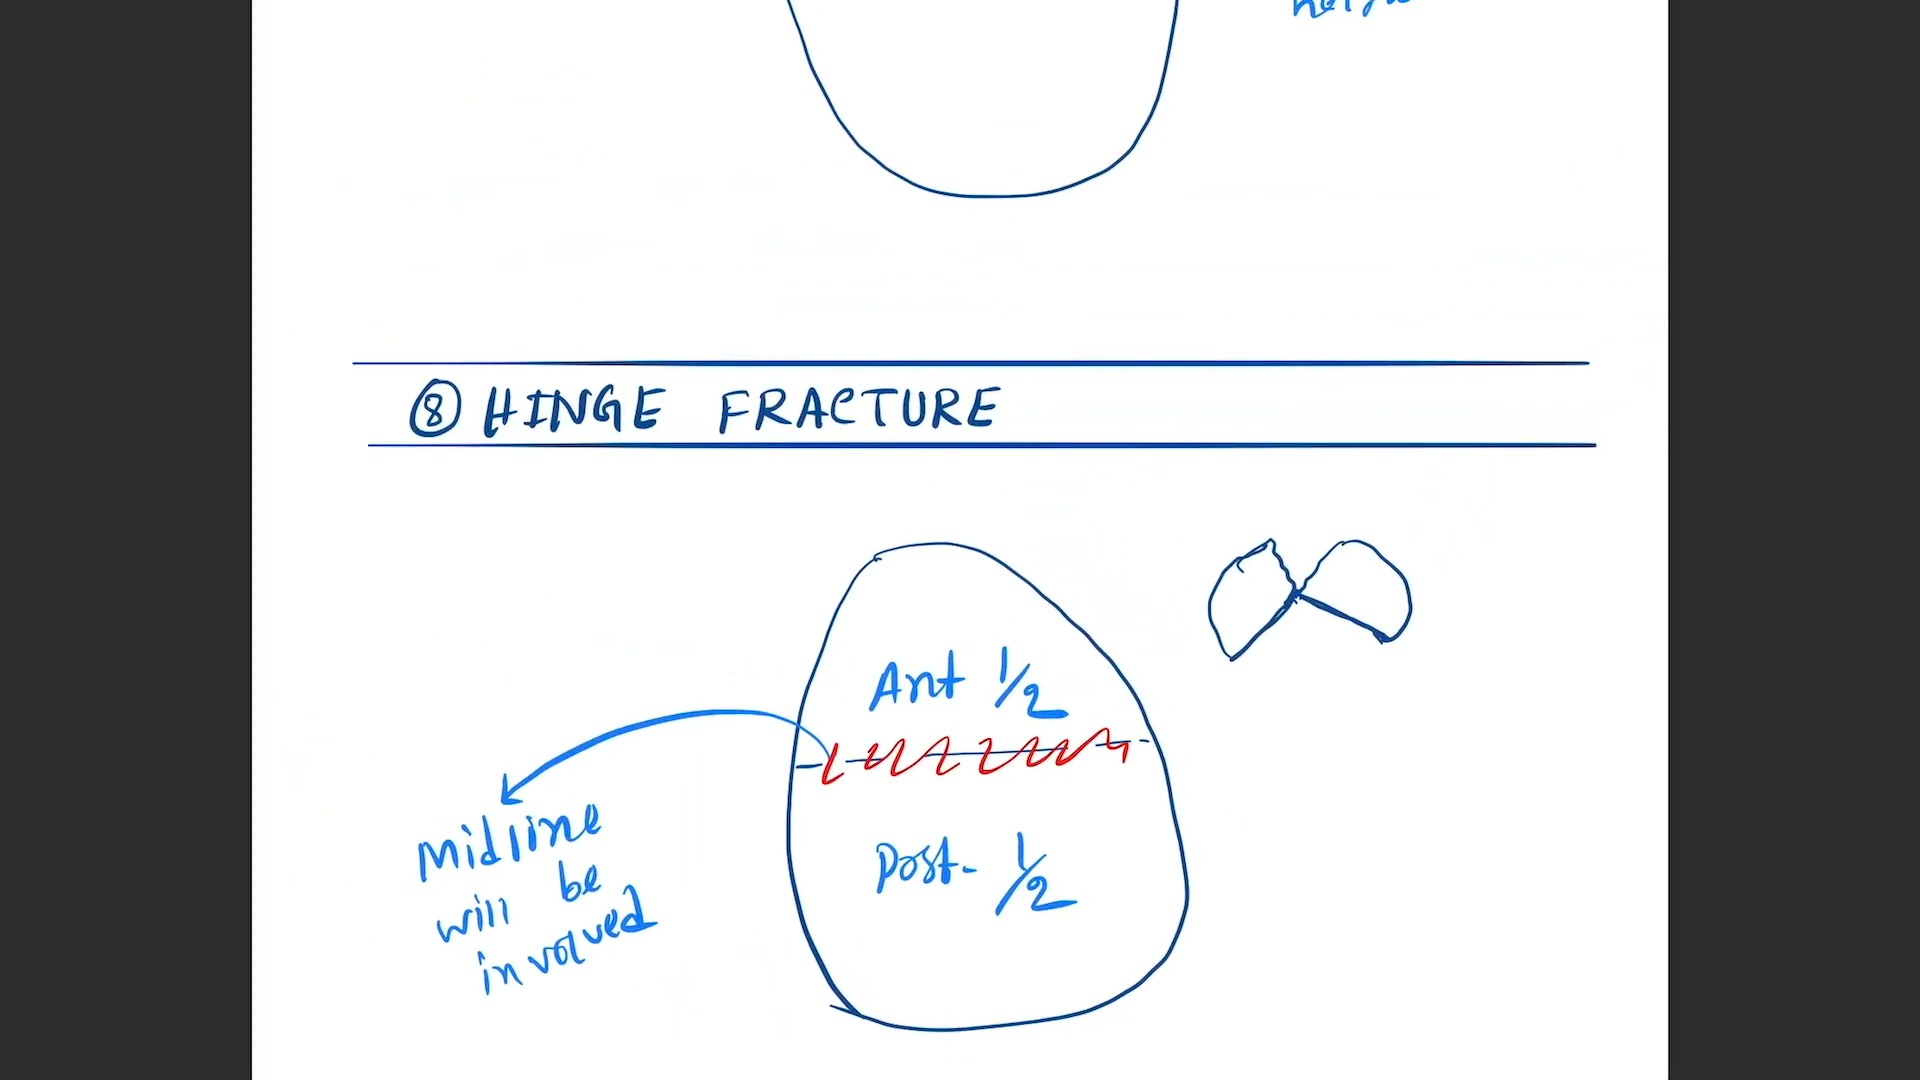 ⑧ HINGE FRACTURE
Ant 1/2
Post. 1/2
Midline
will be
involved